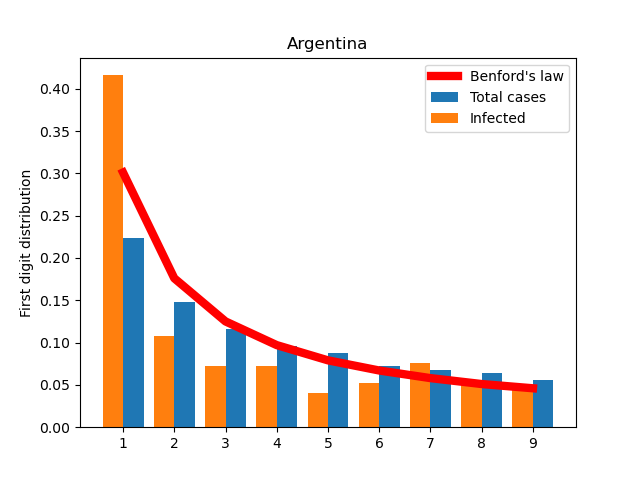 Argentina
Benford's law
Total cases
Infected
First digit distribution
0.40
0.35
0.30
0.25
0.20
0.15
0.10
0.05
0.00
1 2 3 4 5 6 7 8 9